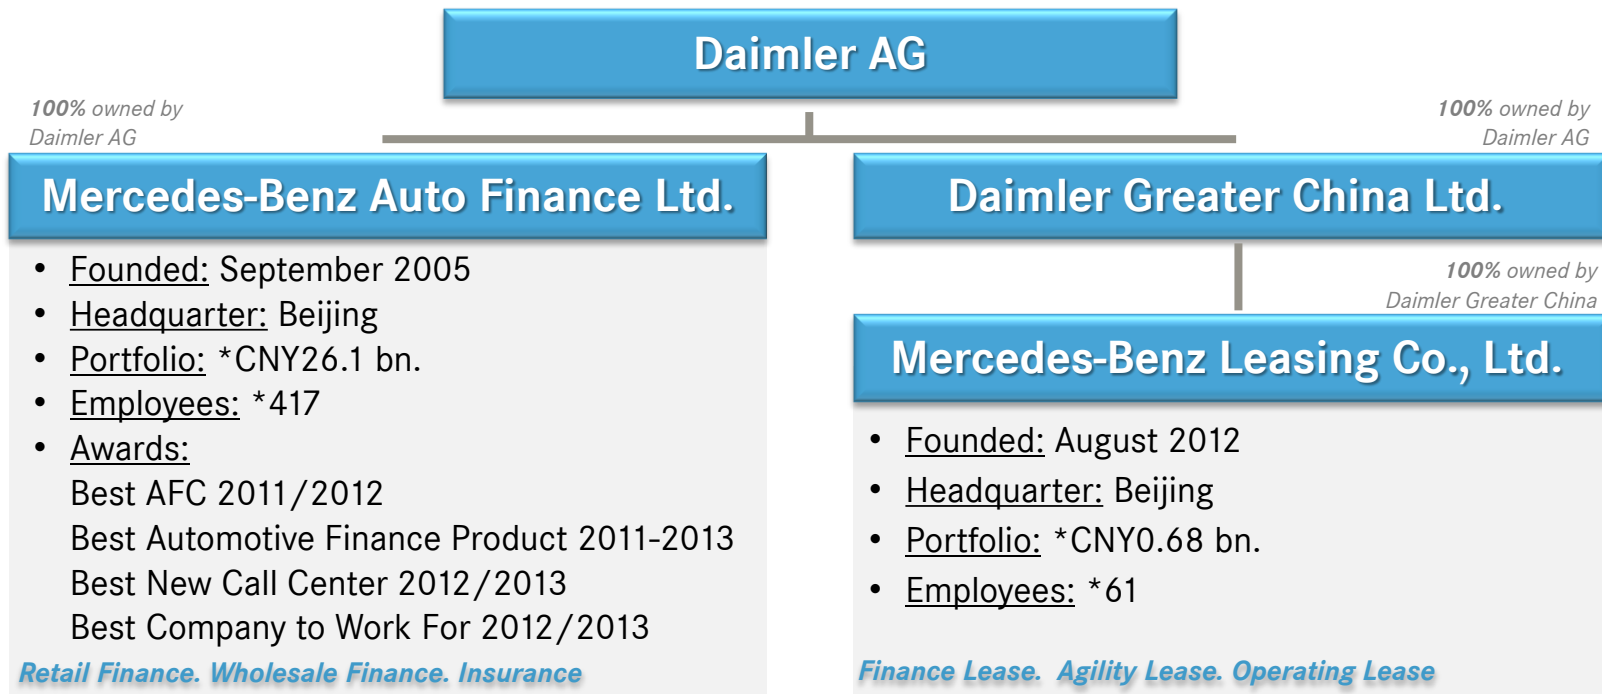 Daimler AG
100% owned by
Daimler AG
100% owned by
Daimler AG
Mercedes-Benz Auto Finance Ltd.
• Founded: September 2005
• Headquarter: Beijing
• Portfolio: *CNY26.1 bn.
• Employees: *417
• Awards:
Best AFC 2011/2012
Best Automotive Finance Product 2011-2013
Best New Call Center 2012/2013
Best Company to Work For 2012/2013
Retail Finance. Wholesale Finance. Insurance
Daimler Greater China Ltd.
100% owned by
Daimler Greater China
Mercedes-Benz Leasing Co., Ltd.
• Founded: August 2012
• Headquarter: Beijing
• Portfolio: *CNY0.68 bn.
• Employees: *61
Finance Lease. Agility Lease. Operating Lease